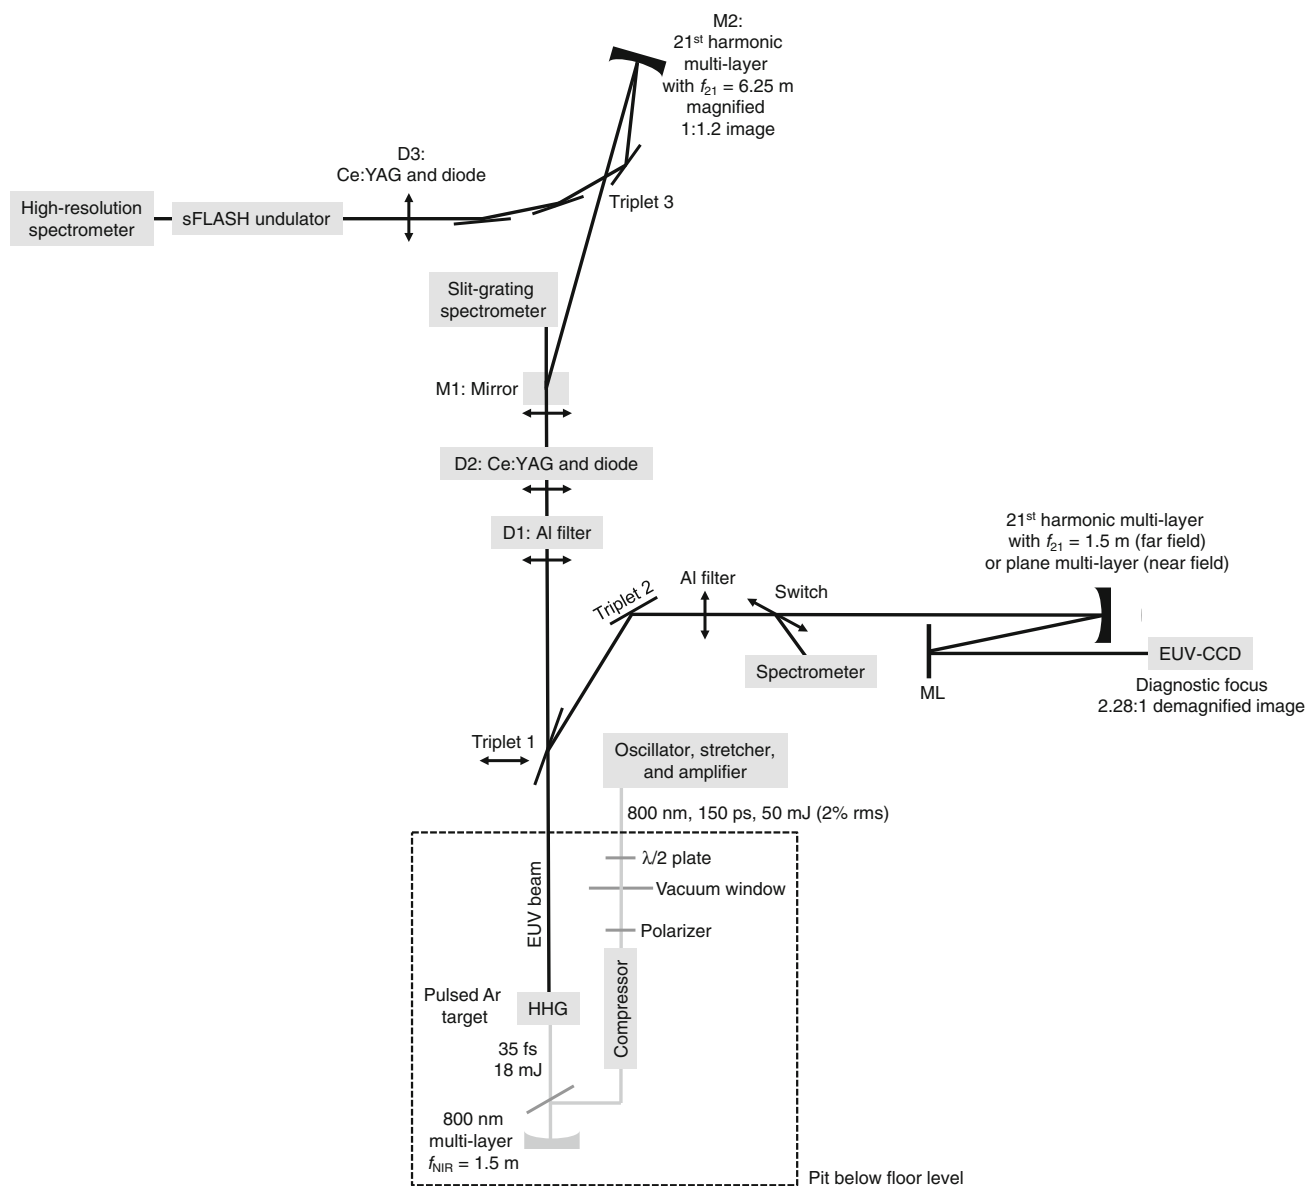 M2:
21st harmonic
multi-layer
with f21 = 6.25 m
magnified
1:1.2 image
D3:
Ce:YAG and diode
Triplet 3
High-resolution
spectrometer
sFLASH undulator
Slit-grating
spectrometer
M1: Mirror
D2: Ce:YAG and diode
D1: Al filter
21st harmonic multi-layer
with f21 = 1.5 m (far field)
or plane multi-layer (near field)
Triplet 2
Al filter
Switch
Spectrometer
ML
EUV-CCD
Diagnostic focus
2.28:1 demagnified image
Triplet 1
Oscillator, stretcher,
and amplifier
800 nm, 150 ps, 50 mJ (2% rms)
λ/2 plate
Vacuum window
Polarizer
EUV beam
Compressor
Pulsed Ar
target
HHG
35 fs
18 mJ
800 nm
multi-layer
fNIR = 1.5 m
Pit below floor level